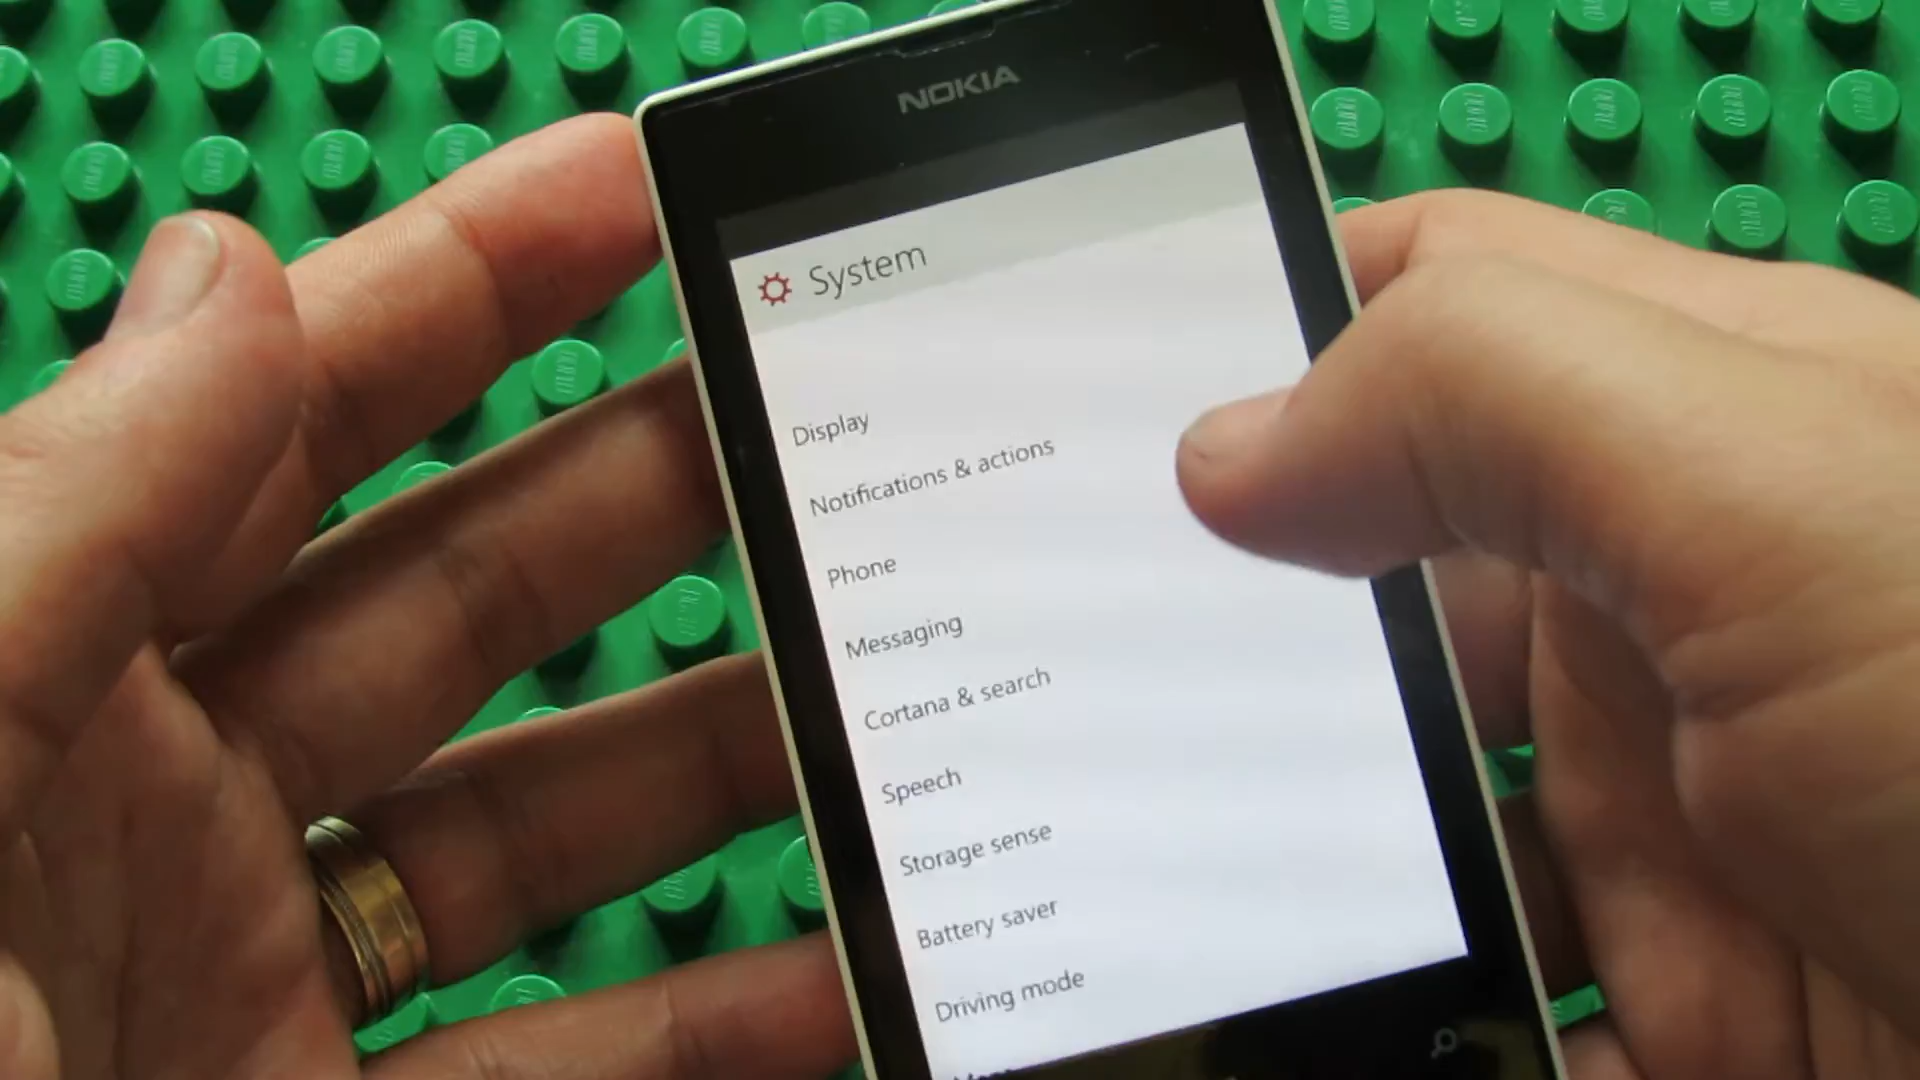 NOKIA
System
Display
Notifications & actions
Phone
Messaging
Cortana & search
Speech
Storage sense
Battery saver
Driving mode